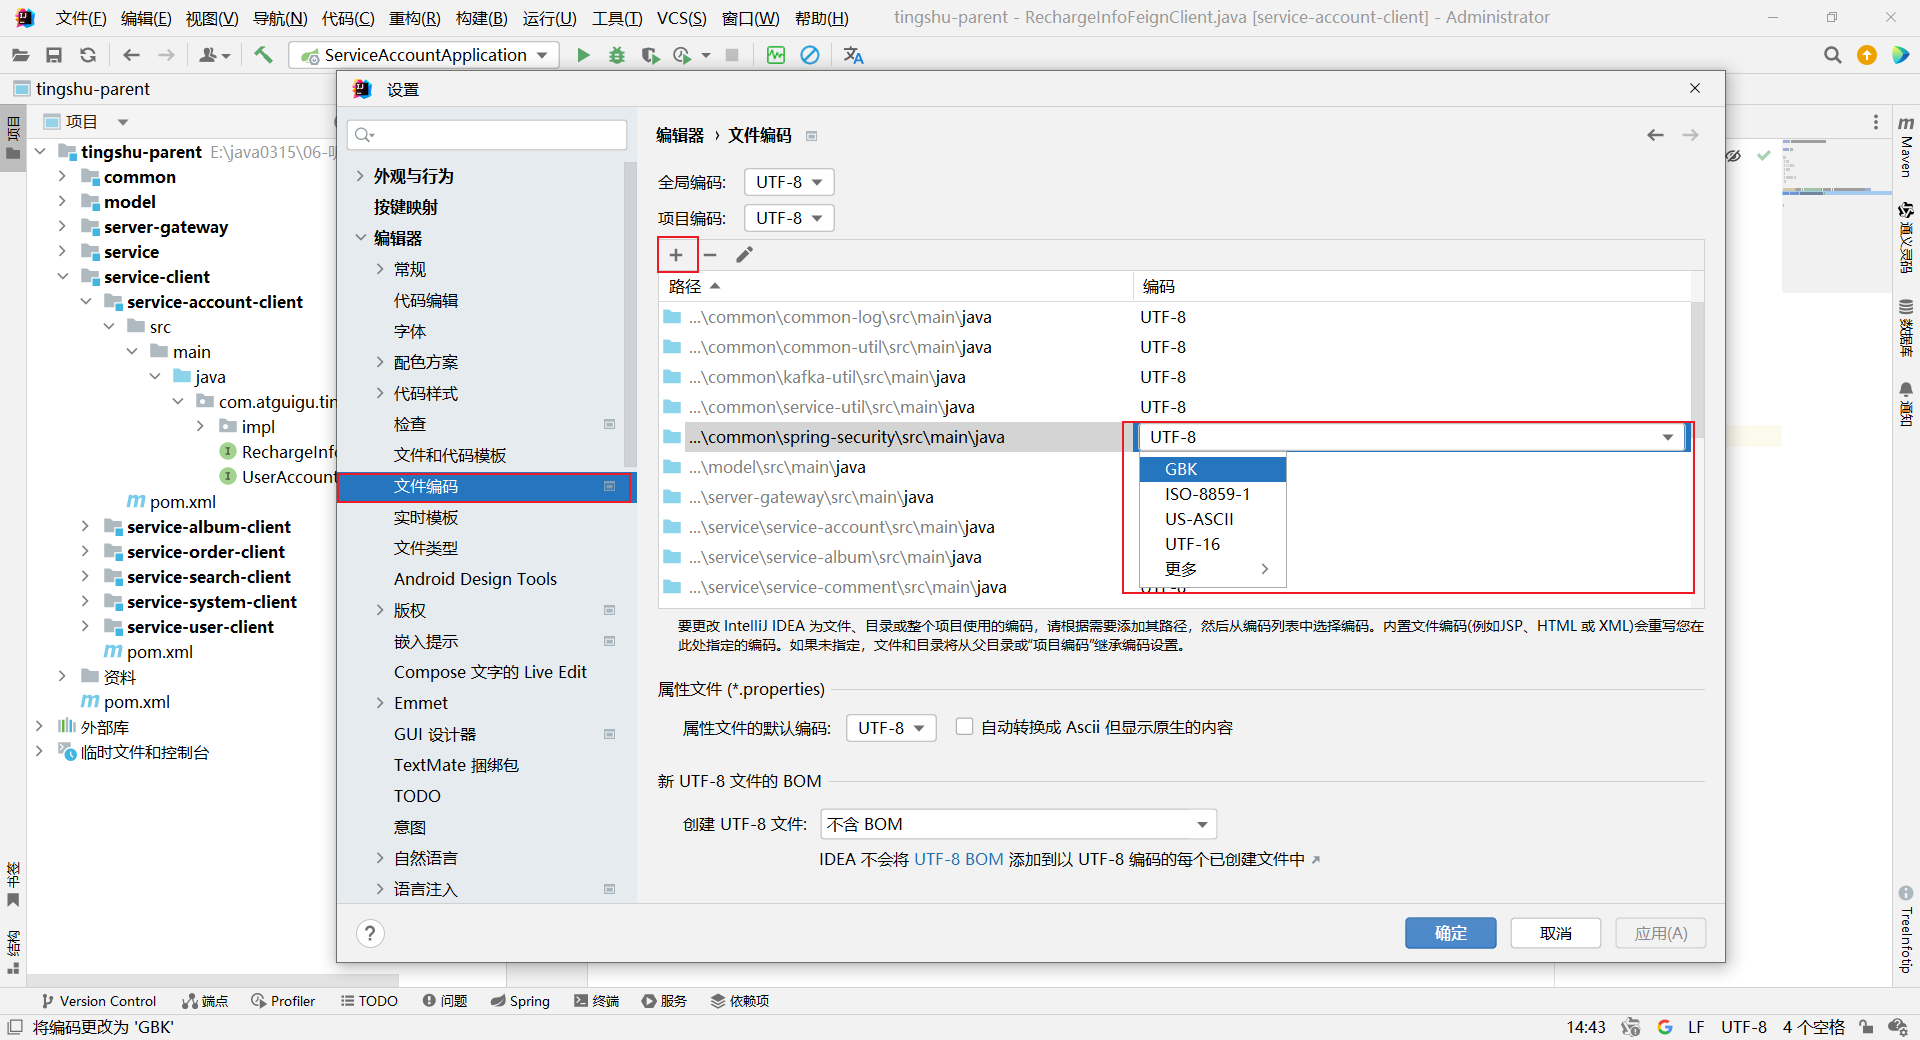 文件(F) 编辑(E) 视图(V) 导航(N) 代码(C) 重构(R) 构建(B) 运行(U) 工具(T) VCS(S) 窗口(W) 帮助(H) tingshu-parent - RechargeInfoFeignClient.java [service-account-client] - Administrator
ServiceAccountApplication
tingshu-parent
项目
项目
tingshu-parent E:\java0315\06-
common
model
server-gateway
service
service-client
service-account-client
src
main
java
com.atguigu.tin
impl
RechargeInfo
UserAccount
pom.xml
service-album-client
service-order-client
service-search-client
service-system-client
service-user-client
pom.xml
资料
pom.xml
外部库
临时文件和控制台
书签
结构
设置
外观与行为
按键映射
编辑器
常规
代码编辑
字体
配色方案
代码样式
检查
文件和代码模板
文件编码
实时模板
文件类型
Android Design Tools
版权
嵌入提示
Compose 文字的 Live Edit
Emmet
GUI 设计器
TextMate 捆绑包
TODO
意图
自然语言
语言注入
?
编辑器 › 文件编码
全局编码: UTF-8
项目编码: UTF-8
路径 编码
...\common\common-log\src\main\java UTF-8
...\common\common-util\src\main\java UTF-8
...\common\kafka-util\src\main\java UTF-8
...\common\service-util\src\main\java UTF-8
...\common\spring-security\src\main\java UTF-8
...\model\src\main\java
...\server-gateway\src\main\java
...\service\service-account\src\main\java
...\service\service-album\src\main\java
...\service\service-comment\src\main\java UTF-8
GBK
ISO-8859-1
US-ASCII
UTF-16
更多
要更改 IntelliJ IDEA 为文件、目录或整个项目使用的编码，请根据需要添加其路径，然后从编码列表中选择编码。内置文件编码(例如JSP、HTML 或 XML)会重写您在
此处指定的编码。如果未指定，文件和目录将从父目录或“项目编码”继承编码设置。
属性文件 (*.properties)
属性文件的默认编码: UTF-8 自动转换成 Ascii 但显示原生的内容
新 UTF-8 文件的 BOM
创建 UTF-8 文件: 不含 BOM
IDEA 不会将 UTF-8 BOM 添加到以 UTF-8 编码的每个已创建文件中
确定 取消 应用(A)
Maven
通义灵码
数据库
通知
TreeInfotip
Version Control 端点 Profiler TODO 问题 Spring 终端 服务 依赖项
将编码更改为 'GBK' 14:43 LF UTF-8 4 个空格